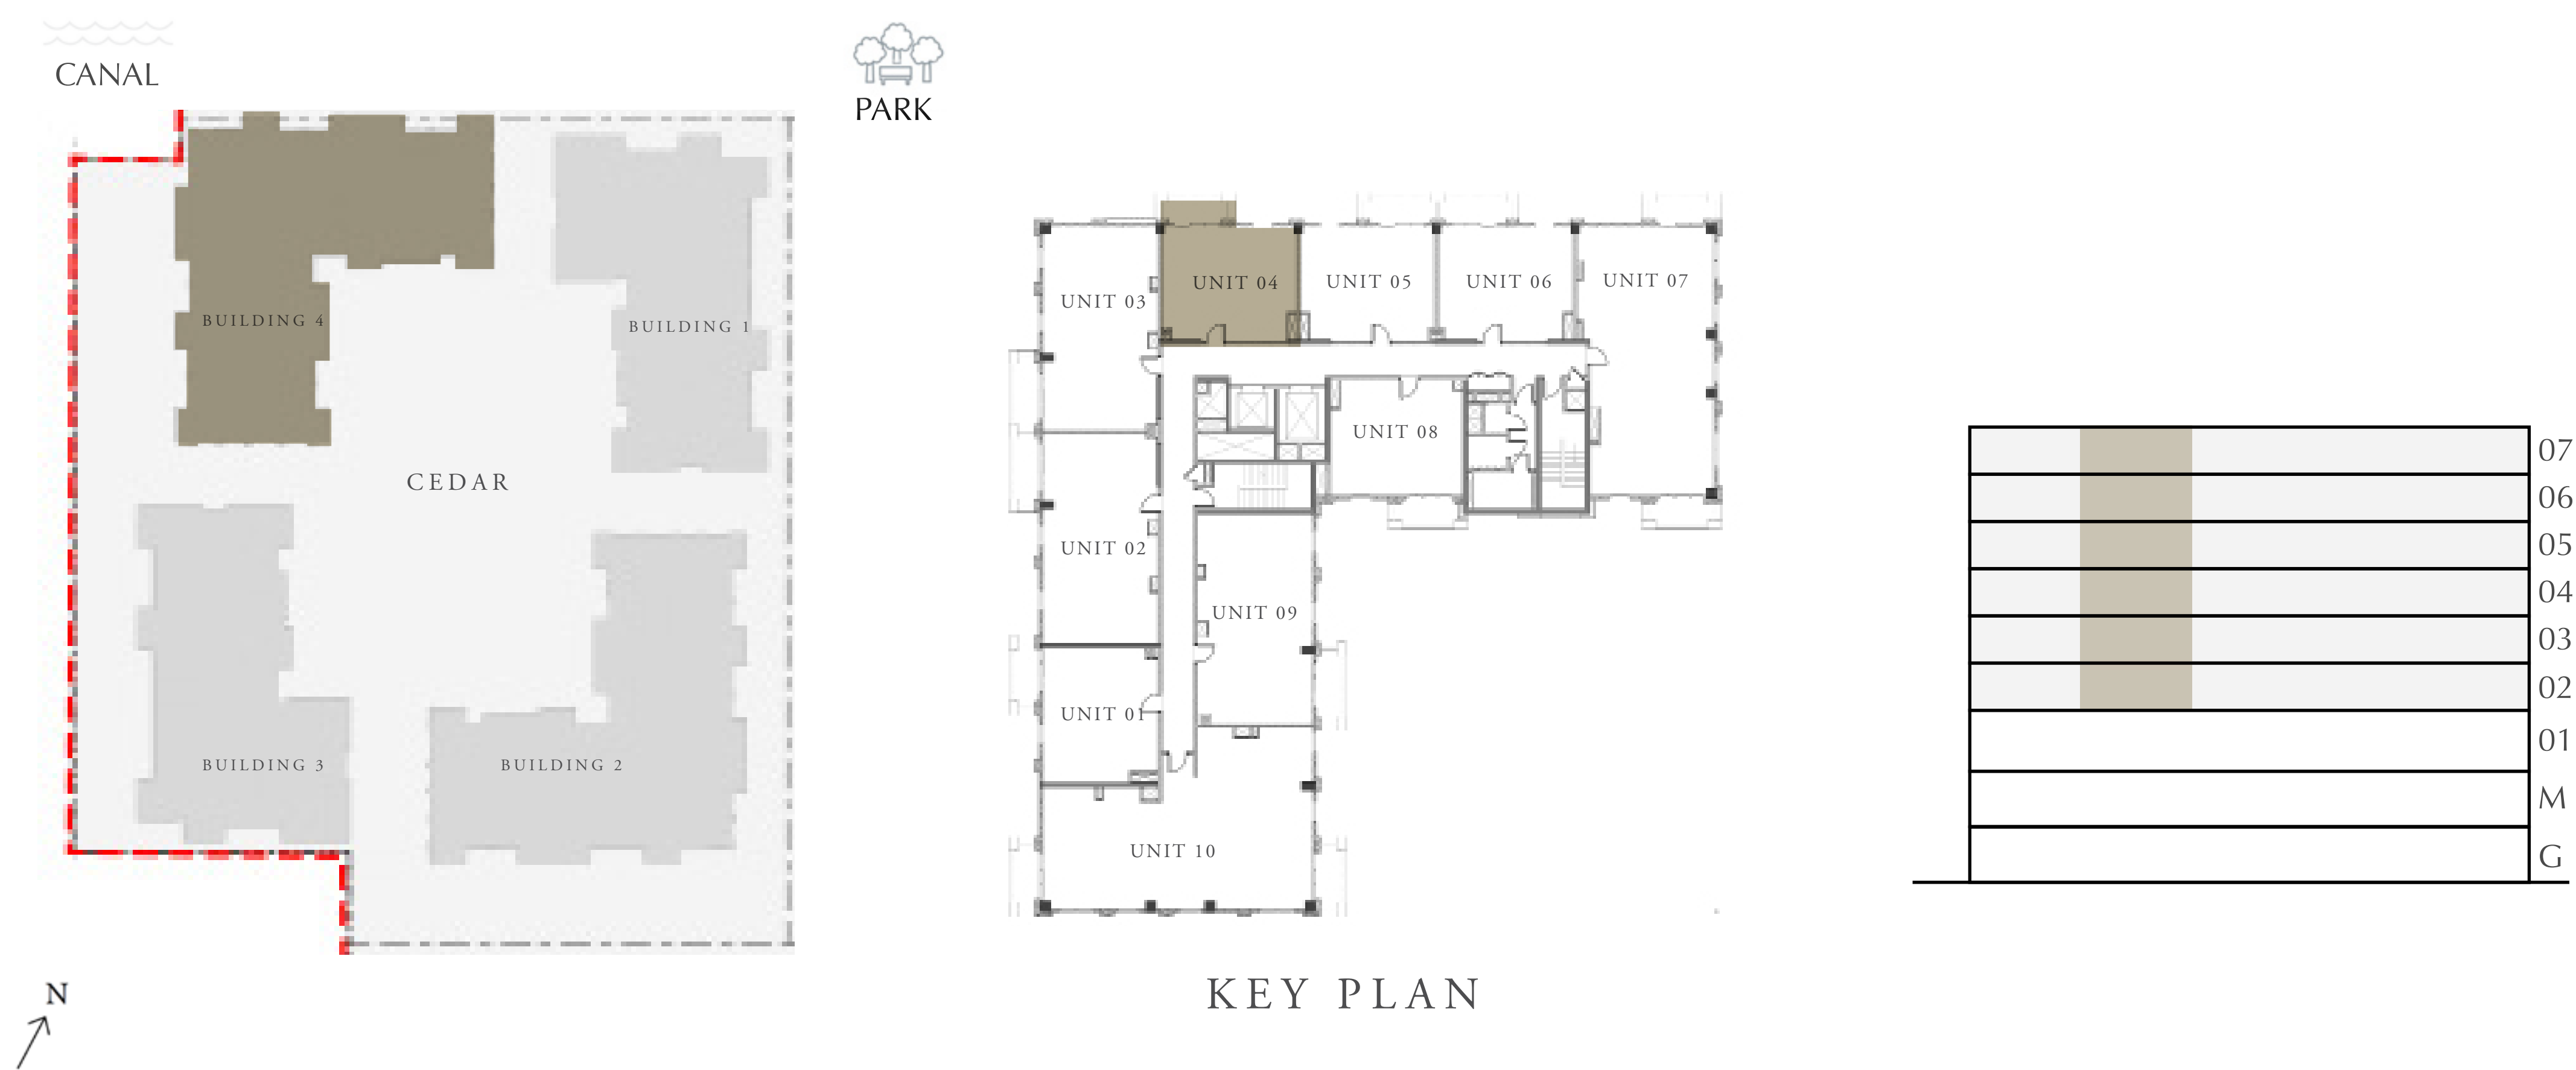 CANAL
PARK
BUILDING 4
BUILDING 1
CEDAR
BUILDING 3
BUILDING 2
N
UNIT 03
UNIT 04
UNIT 05
UNIT 06
UNIT 07
UNIT 08
UNIT 02
UNIT 09
UNIT 01
UNIT 10
KEY PLAN
07
06
05
04
03
02
01
M
G